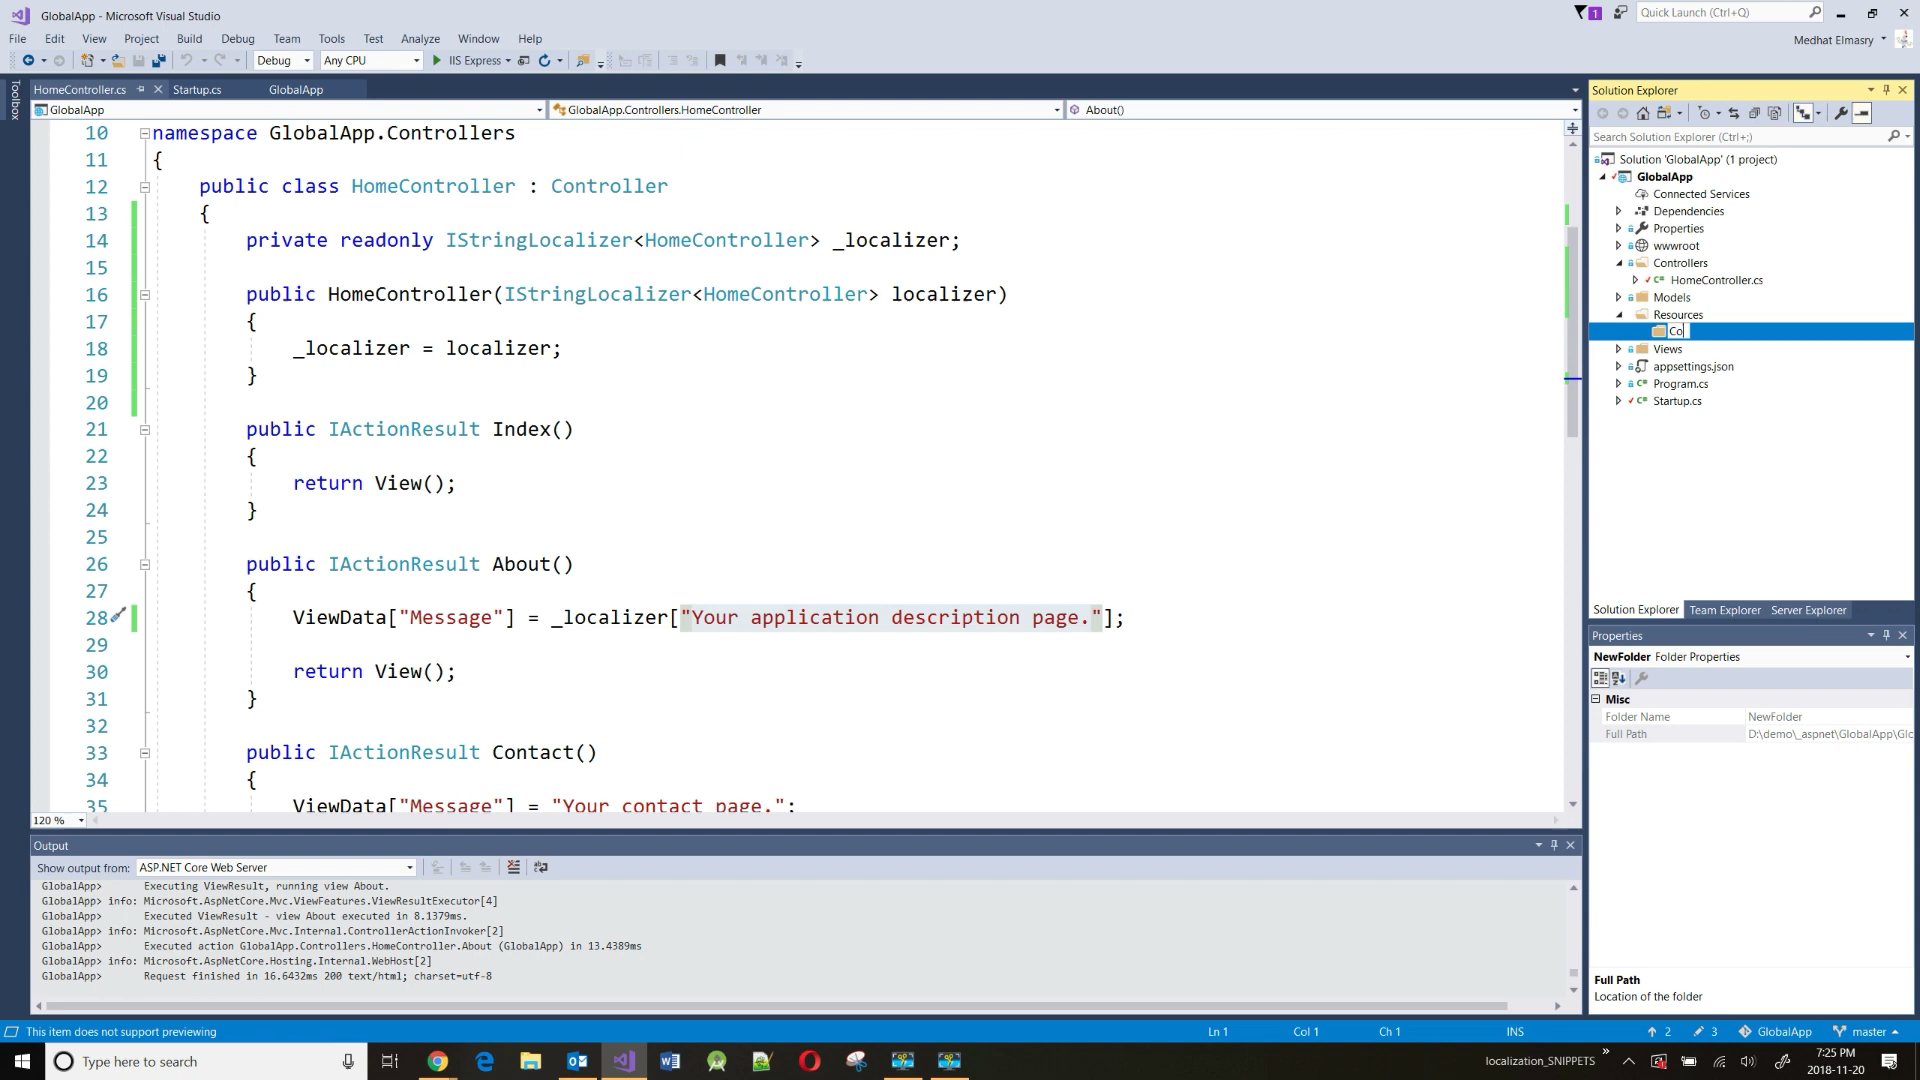 GlobalApp - Microsoft Visual Studio
1
Quick Launch (Ctrl+Q)
File Edit View Project Build Debug Team Tools Test Analyze Window Help
Medhat Elmasry
Debug Any CPU IIS Express
Toolbox
HomeController.cs Startup.cs GlobalApp
GlobalApp GlobalApp.Controllers.HomeController About()
10 namespace GlobalApp.Controllers
11 {
12 public class HomeController : Controller
13 {
14 private readonly IStringLocalizer<HomeController> _localizer;
15
16 public HomeController(IStringLocalizer<HomeController> localizer)
17 {
18 _localizer = localizer;
19 }
20
21 public IActionResult Index()
22 {
23 return View();
24 }
25
26 public IActionResult About()
27 {
28 ViewData["Message"] = _localizer["Your application description page."];
29
30 return View();
31 }
32
33 public IActionResult Contact()
34 {
35 ViewData["Message"] = "Your contact page.";
120 %
Output
Show output from: ASP.NET Core Web Server
GlobalApp> Executing ViewResult, running view About.
GlobalApp> info: Microsoft.AspNetCore.Mvc.ViewFeatures.ViewResultExecutor[4]
GlobalApp> Executed ViewResult - view About executed in 8.1379ms.
GlobalApp> info: Microsoft.AspNetCore.Mvc.Internal.ControllerActionInvoker[2]
GlobalApp> Executed action GlobalApp.Controllers.HomeController.About (GlobalApp) in 13.4389ms
GlobalApp> info: Microsoft.AspNetCore.Hosting.Internal.WebHost[2]
GlobalApp> Request finished in 16.6432ms 200 text/html; charset=utf-8
Solution Explorer
Search Solution Explorer (Ctrl+;)
Solution 'GlobalApp' (1 project)
GlobalApp
Connected Services
Dependencies
Properties
wwwroot
Controllers
C# HomeController.cs
Models
Resources
Co
Views
appsettings.json
C# Program.cs
C# Startup.cs
Solution Explorer Team Explorer Server Explorer
Properties
NewFolder Folder Properties
Misc
Folder Name NewFolder
Full Path D:\demo\_aspnet\GlobalApp\Glo
Full Path
Location of the folder
This item does not support previewing
Ln 1 Col 1 Ch 1 INS 2 3 GlobalApp master
Type here to search
localization_SNIPPETS
7:25 PM
2018-11-20